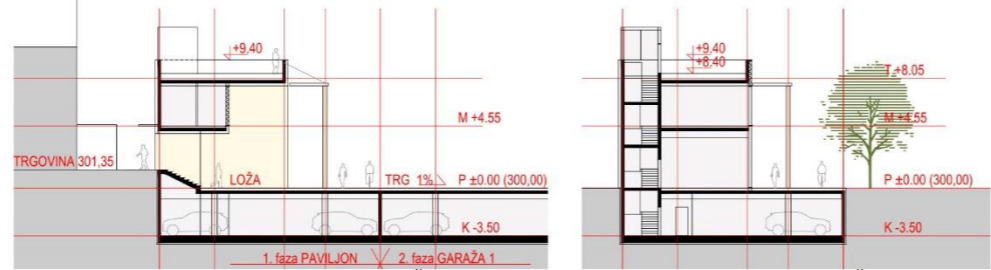 +9,40
M +4.55
TRGOVINA 301,35
LOŽA
TRG 1%
P ±0.00 (300,00)
K -3.50
1. faza PAVILJON
2. faza GARAŽA 1
+9,40
+8,40
T +8.05
M +4.55
P ±0.00 (300,00)
K -3.50